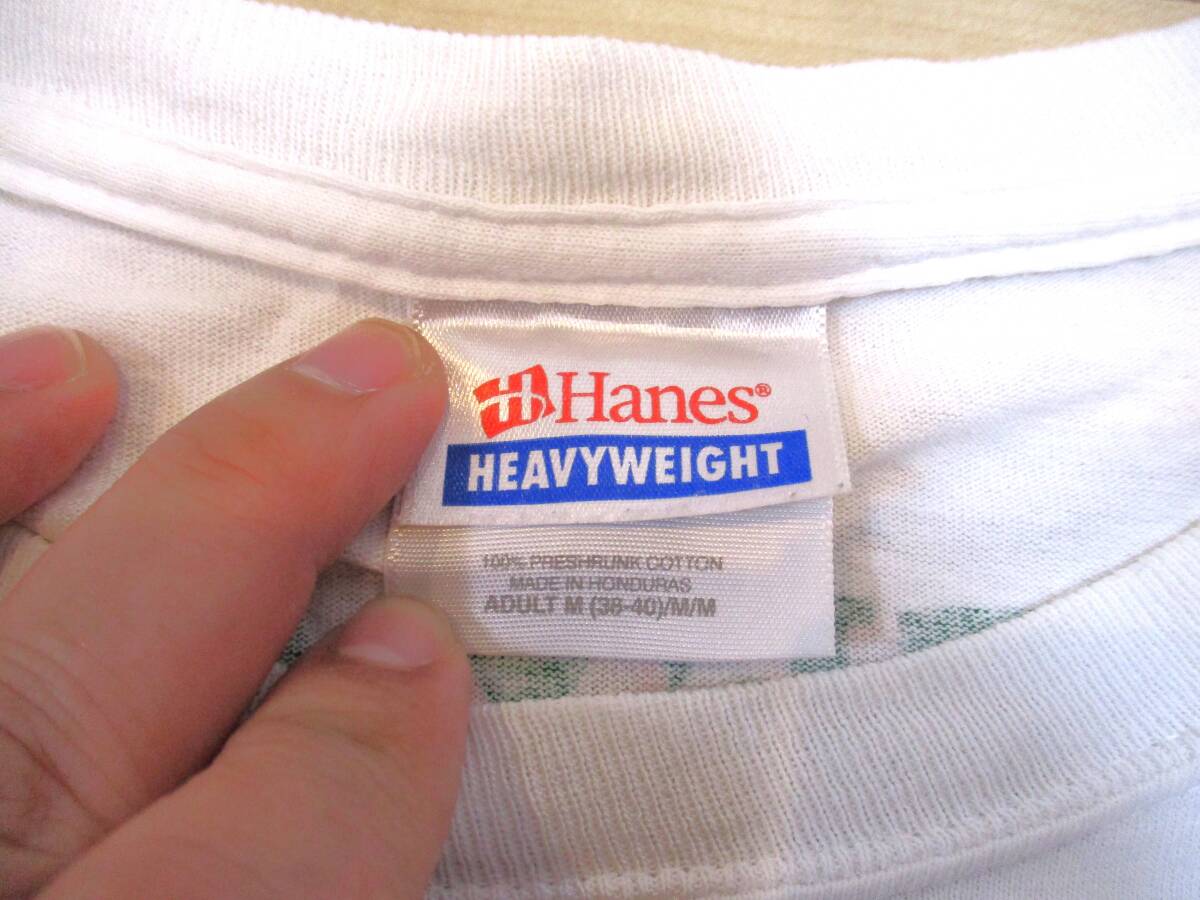 H Hanes®
HEAVYWEIGHT
100% PRESHRUNK COTTON
MADE IN HONDURAS
ADULT M (38-40)/M/M